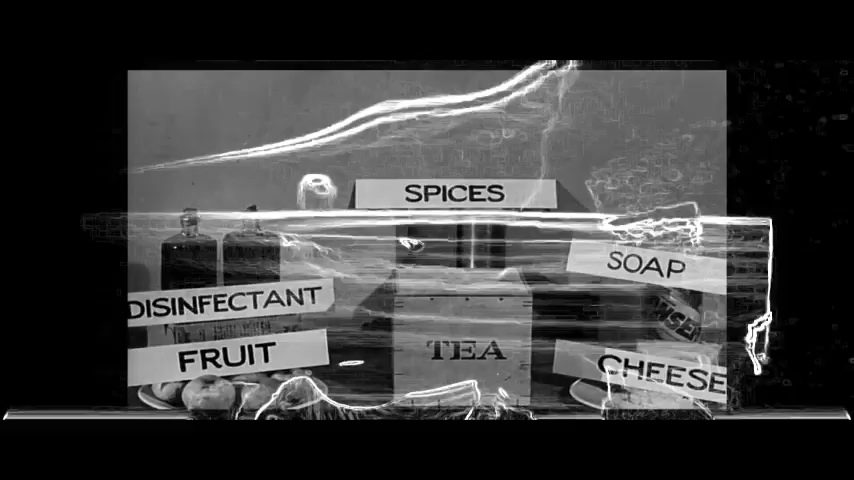 SPICES
SOAP
DISINFECTANT
TEA
FRUIT
CHEESE